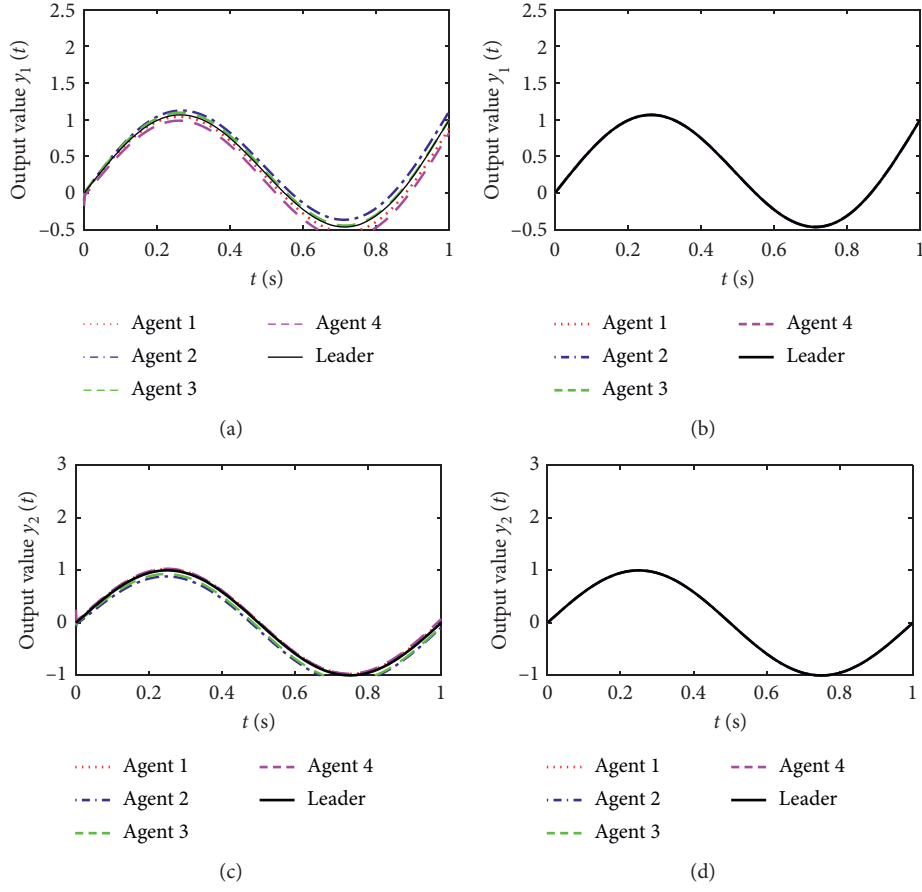 Output value y1 (t)
2.5
2
1.5
1
0.5
0
–0.5
0
0.2
0.4
0.6
0.8
1
t (s)
Agent 1
Agent 2
Agent 3
Agent 4
Leader
(a)
Output value y1 (t)
2.5
2
1.5
1
0.5
0
–0.5
0
0.2
0.4
0.6
0.8
1
t (s)
Agent 1
Agent 2
Agent 3
Agent 4
Leader
(b)
Output value y2 (t)
3
2
1
0
–1
0
0.2
0.4
0.6
0.8
1
t (s)
Agent 1
Agent 2
Agent 3
Agent 4
Leader
(c)
Output value y2 (t)
3
2
1
0
–1
0
0.2
0.4
0.6
0.8
1
t (s)
Agent 1
Agent 2
Agent 3
Agent 4
Leader
(d)